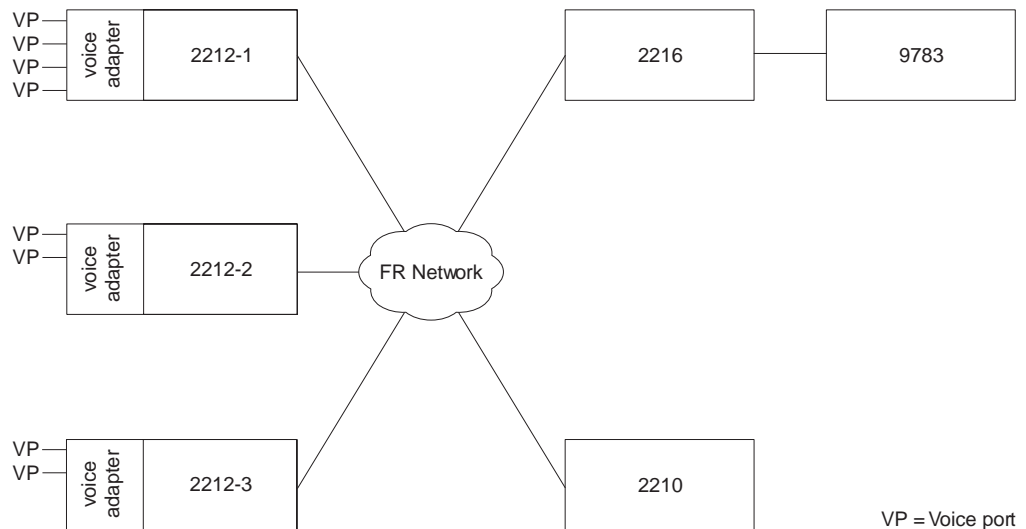 VP
VP
VP
VP
voice
adapter
2212-1
2216
9783
VP
VP
voice
adapter
2212-2
FR Network
VP
VP
voice
adapter
2212-3
2210
VP = Voice port